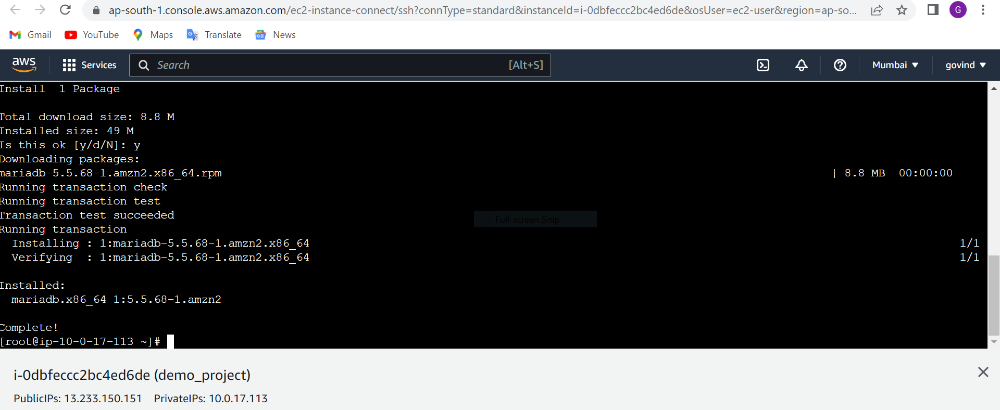 ap-south-1.console.aws.amazon.com/ec2-instance-connect/ssh?connType=standard&instanceId=i-0dbfeccc2bc4ed6de&osUser=ec2-user&region=ap-so...
G
Gmail YouTube Maps Translate News
aws Services Search [Alt+S] Mumbai govind
Install  1 Package
Total download size: 8.8 M
Installed size: 49 M
Is this ok [y/d/N]: y
Downloading packages:
mariadb-5.5.68-1.amzn2.x86_64.rpm | 8.8 MB  00:00:00
Running transaction check
Running transaction test
Transaction test succeeded
Full-screen Snip
Running transaction
Installing : 1:mariadb-5.5.68-1.amzn2.x86_64 1/1
Verifying  : 1:mariadb-5.5.68-1.amzn2.x86_64 1/1
Installed:
mariadb.x86_64 1:5.5.68-1.amzn2
Complete!
[root@ip-10-0-17-113 ~]#
i-0dbfeccc2bc4ed6de (demo_project)
PublicIPs: 13.233.150.151 PrivateIPs: 10.0.17.113